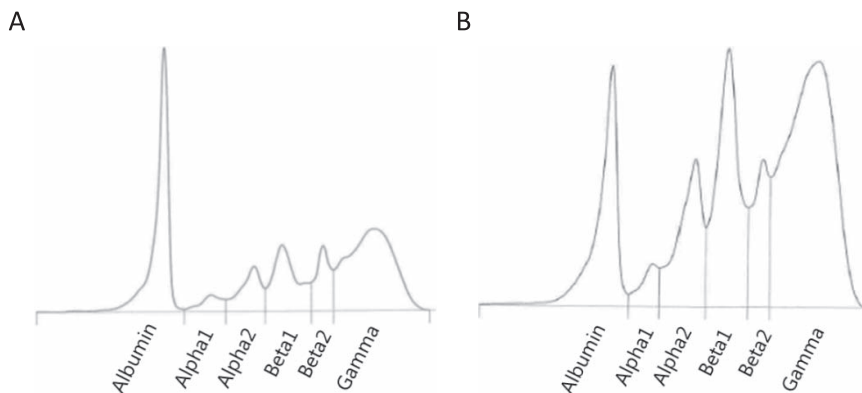 A
Albumin
Alpha1
Alpha2
Beta1
Beta2
Gamma
B
Albumin
Alpha1
Alpha2
Beta1
Beta2
Gamma